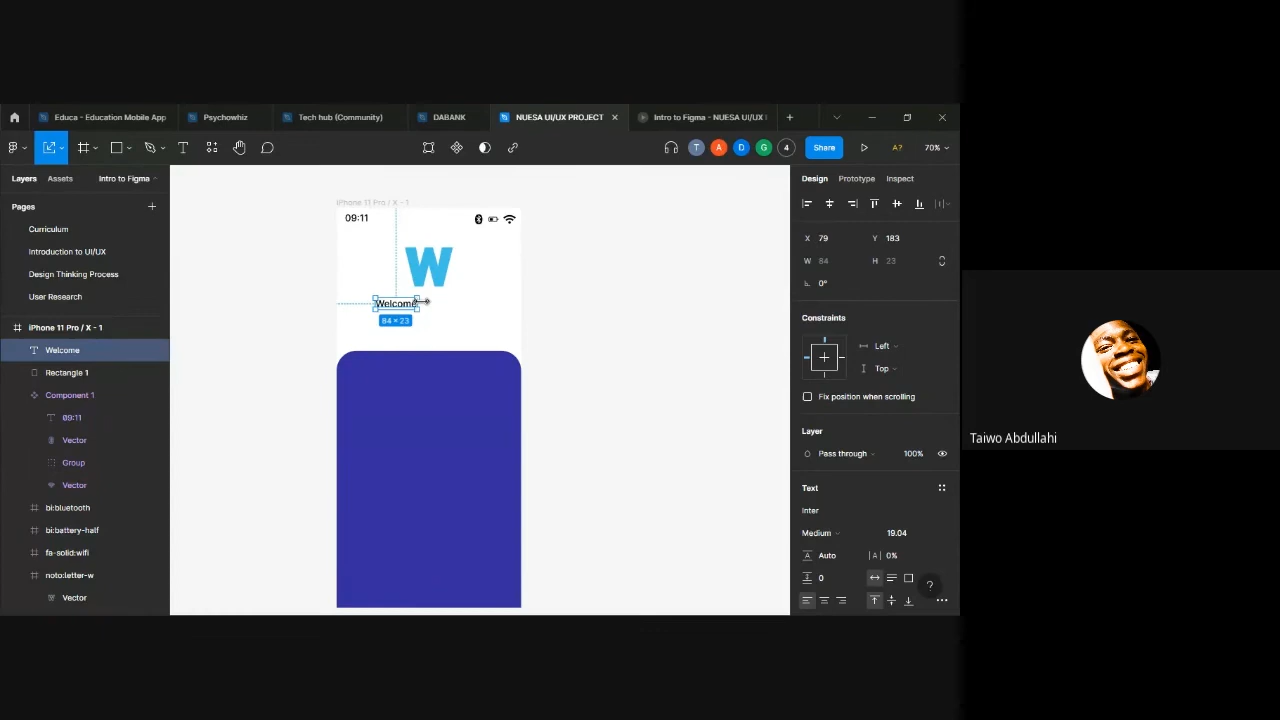 Educa - Education Mobile App
Psychowhiz
Tech hub (Community)
DABANK
NUESA UI/UX PROJECT
Intro to Figma - NUESA UI/UX
T
A
D
G
4
Share
A?
70%
Layers
Assets
Intro to Figma
Pages
Curriculum
Introduction to UI/UX
Design Thinking Process
User Research
iPhone 11 Pro / X - 1
Welcome
Rectangle 1
Component 1
09:11
Vector
Group
Vector
bi:bluetooth
bi:battery-half
fa-solid:wifi
noto:letter-w
Vector
iPhone 11 Pro / X - 1
09:11
W
Welcome
84 × 23
Design
Prototype
Inspect
X 79
Y 183
W 84
H 23
0°
Constraints
Left
Top
Fix position when scrolling
Layer
Pass through
100%
Text
Inter
Medium
19.04
Auto
|A| 0%
0
?
Taiwo Abdullahi